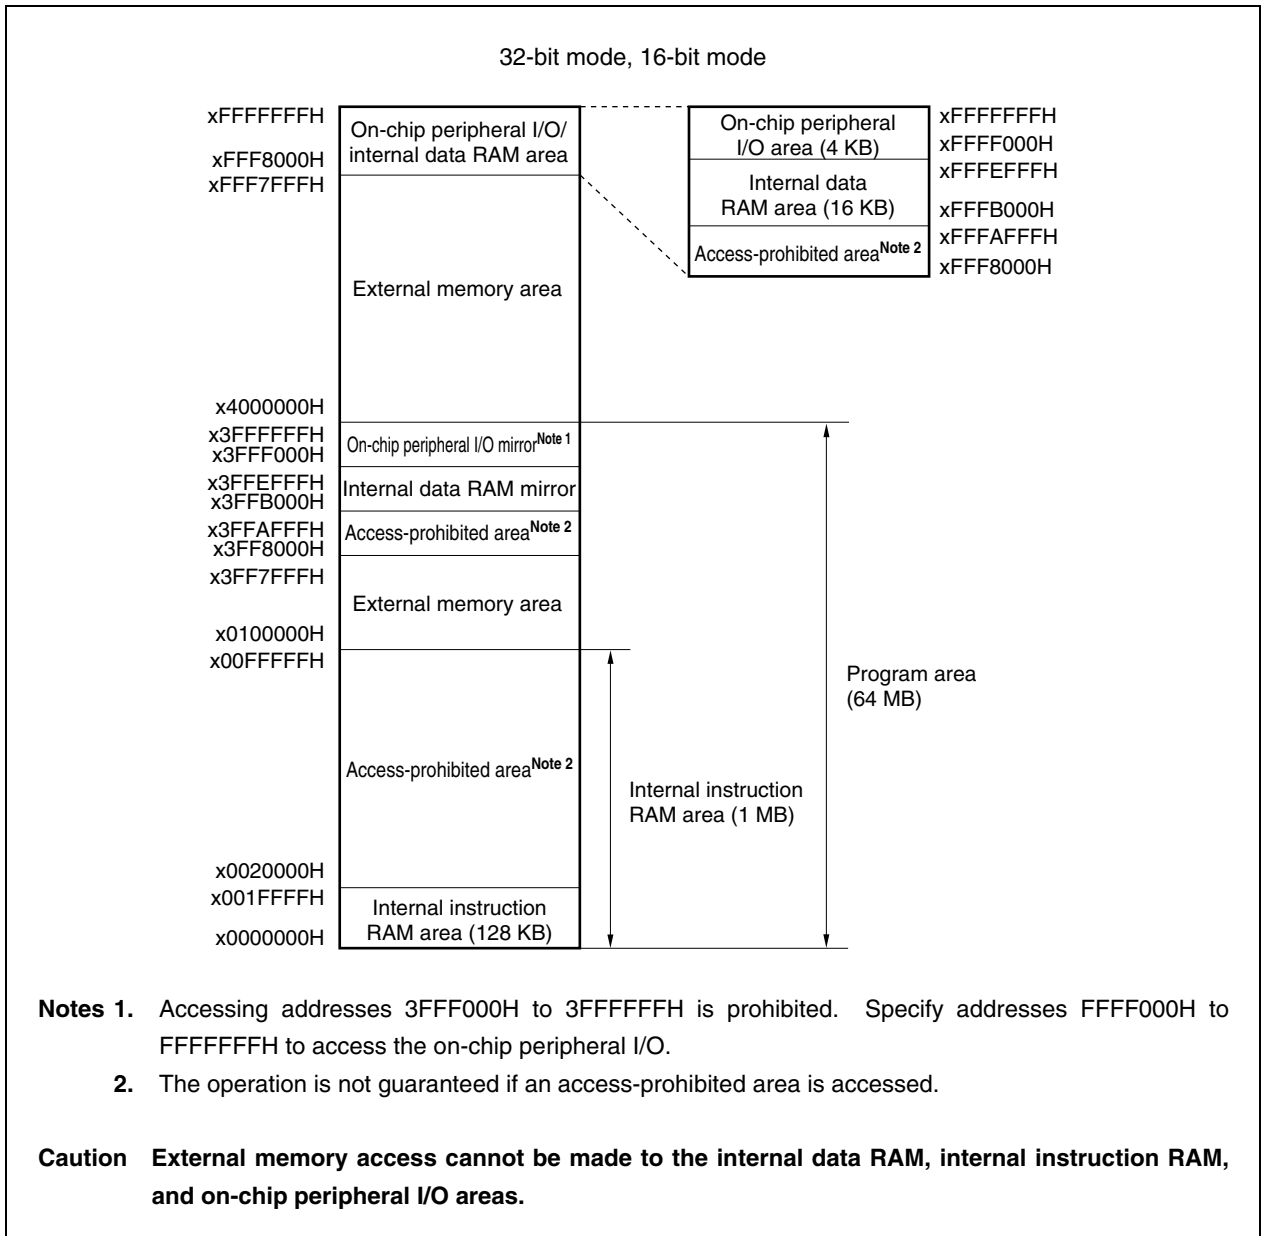 32-bit mode, 16-bit mode
xFFFFFFFH
xFFF8000H
xFFF7FFFH
x4000000H
x3FFFFFFH
x3FFF000H
x3FFEFFFH
x3FFB000H
x3FFAFFFH
x3FF8000H
x3FF7FFFH
x0100000H
x00FFFFFH
x0020000H
x001FFFFH
x0000000H
On-chip peripheral I/O/
internal data RAM area
External memory area
On-chip peripheral I/O mirrorNote 1
Internal data RAM mirror
Access-prohibited areaNote 2
External memory area
Access-prohibited areaNote 2
Internal instruction
RAM area (128 KB)
On-chip peripheral
I/O area (4 KB)
Internal data
RAM area (16 KB)
Access-prohibited areaNote 2
xFFFFFFFH
xFFFF000H
xFFFEFFFH
xFFFB000H
xFFFAFFFH
xFFF8000H
Internal instruction
RAM area (1 MB)
Program area
(64 MB)
Notes 1. Accessing addresses 3FFF000H to 3FFFFFFH is prohibited. Specify addresses FFFF000H to
FFFFFFFH to access the on-chip peripheral I/O.
2. The operation is not guaranteed if an access-prohibited area is accessed.
Caution External memory access cannot be made to the internal data RAM, internal instruction RAM,
and on-chip peripheral I/O areas.